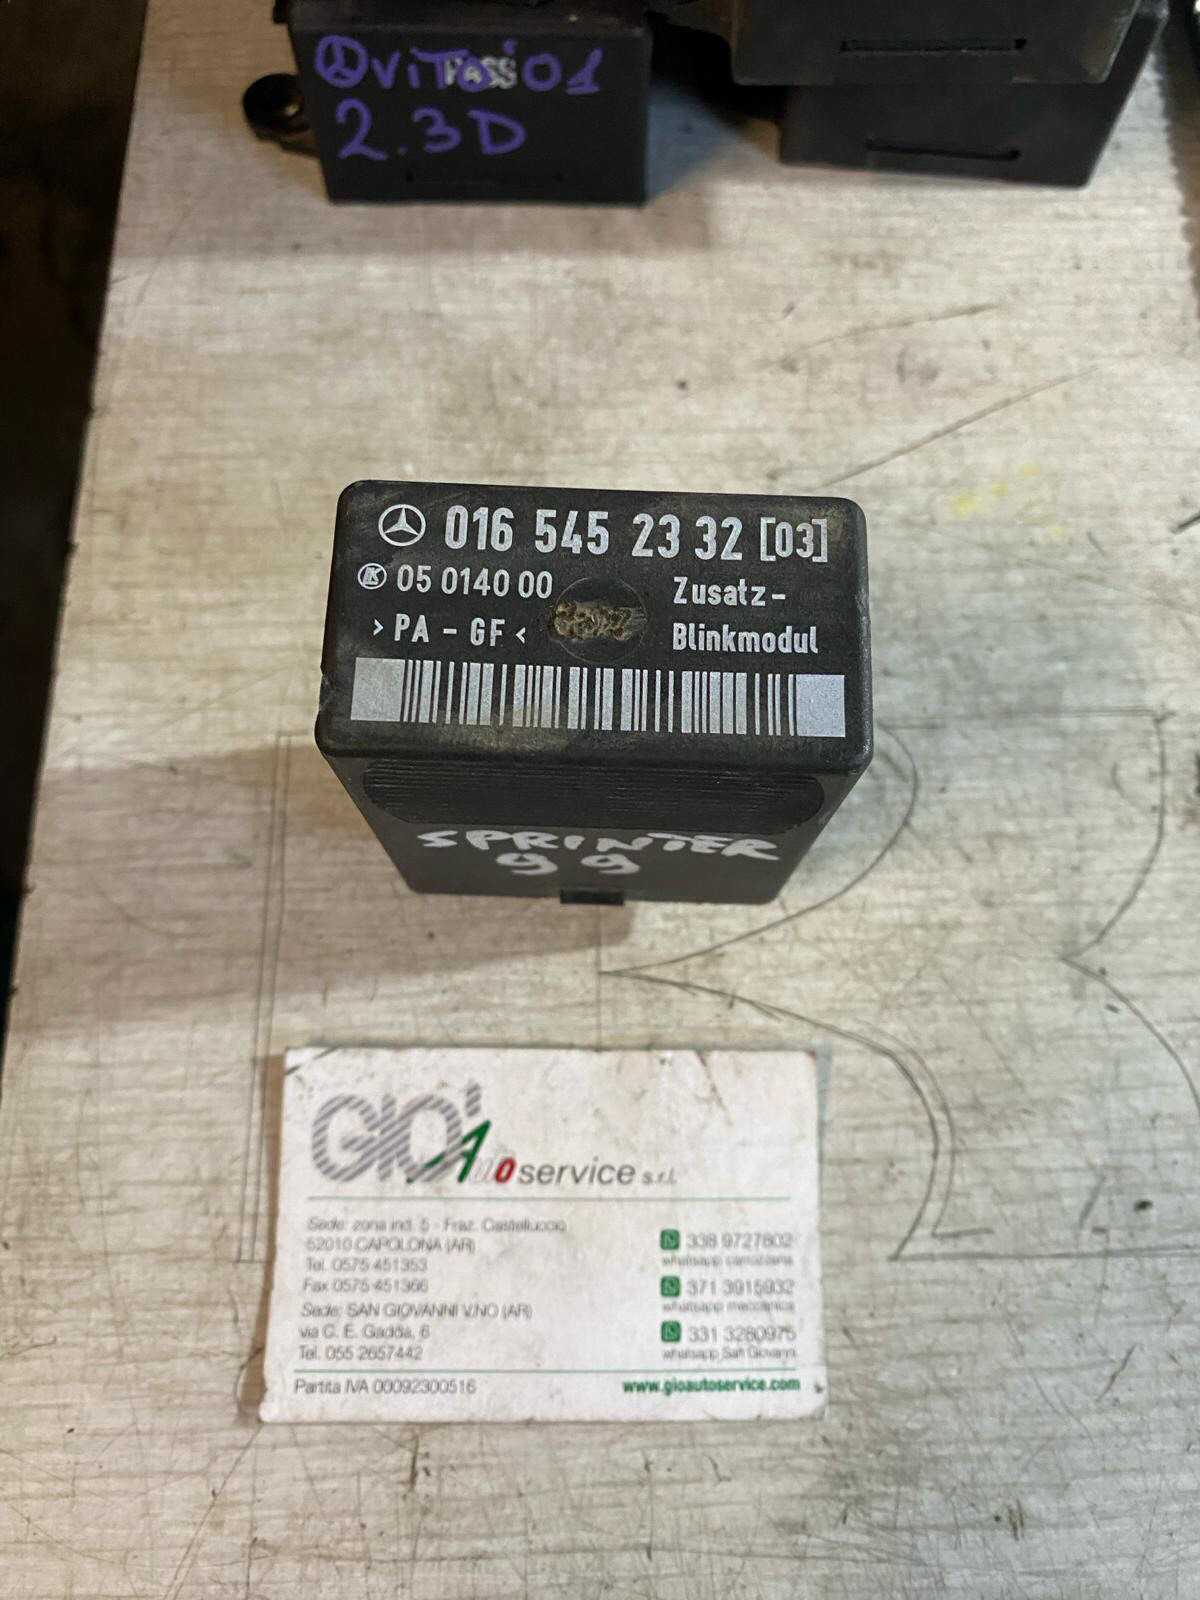 VITO '01
PASS
2.3D
016 545 23 32 [03]
05 0140 00 Zusatz-
>PA - GF< Blinkmodul
SPRINTER
99
GIO' Auto service s.r.l.
Sede: zona ind. 5 - Fraz. Castelluccio
52010 CAPOLONA (AR)
Tel. 0575 451353
Fax 0575 451366
Sede: SAN GIOVANNI V.NO (AR)
via C. E. Gadda, 6
Tel. 055 2657442
338 9727802
whatsapp carrozzeria
371 3915932
whatsapp meccanica
331 3280975
whatsapp San Giovanni
Partita IVA 00092300516
www.gioautoservice.com